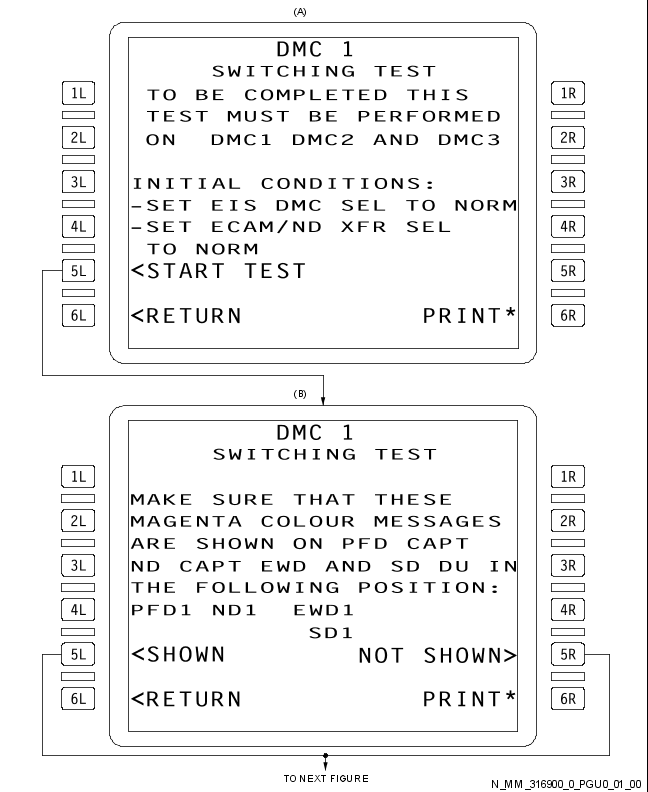 (A)
DMC 1
SWITCHING TEST
1L TO BE COMPLETED THIS 1R
TEST MUST BE PERFORMED
2L ON DMC1 DMC2 AND DMC3 2R
3L INITIAL CONDITIONS: 3R
-SET EIS DMC SEL TO NORM
4L -SET ECAM/ND XFR SEL 4R
TO NORM
5L <START TEST 5R
6L <RETURN PRINT* 6R
(B)
DMC 1
SWITCHING TEST
1L 1R
MAKE SURE THAT THESE
2L MAGENTA COLOUR MESSAGES 2R
ARE SHOWN ON PFD CAPT
3L ND CAPT EWD AND SD DU IN 3R
THE FOLLOWING POSITION:
4L PFD1 ND1 EWD1 4R
SD1
5L <SHOWN NOT SHOWN> 5R
6L <RETURN PRINT* 6R
TO NEXT FIGURE
N_MM_316900_0_PGU0_01_00